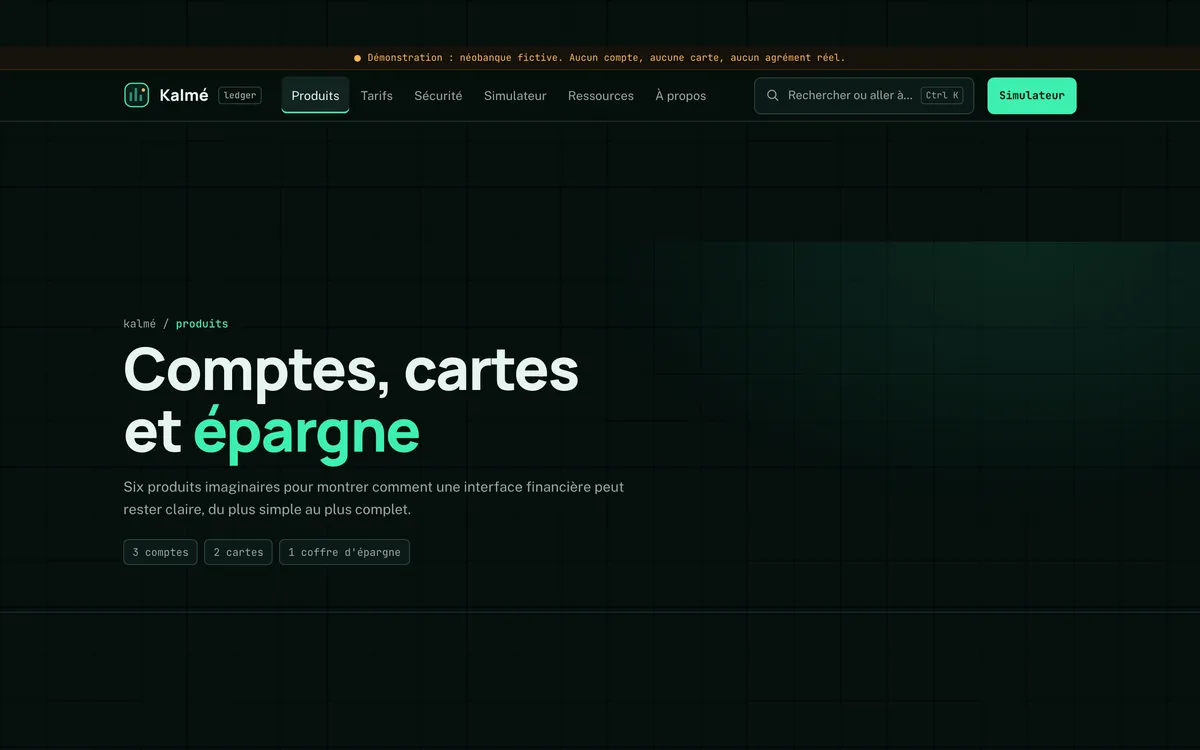 Démonstration : néobanque fictive. Aucun compte, aucune carte, aucun agrément réel.
Kalmé ledger Produits Tarifs Sécurité Simulateur Ressources À propos Rechercher ou aller à... Ctrl K Simulateur
kalmé / produits
Comptes, cartes
et épargne
Six produits imaginaires pour montrer comment une interface financière peut
rester claire, du plus simple au plus complet.
3 comptes 2 cartes 1 coffre d'épargne